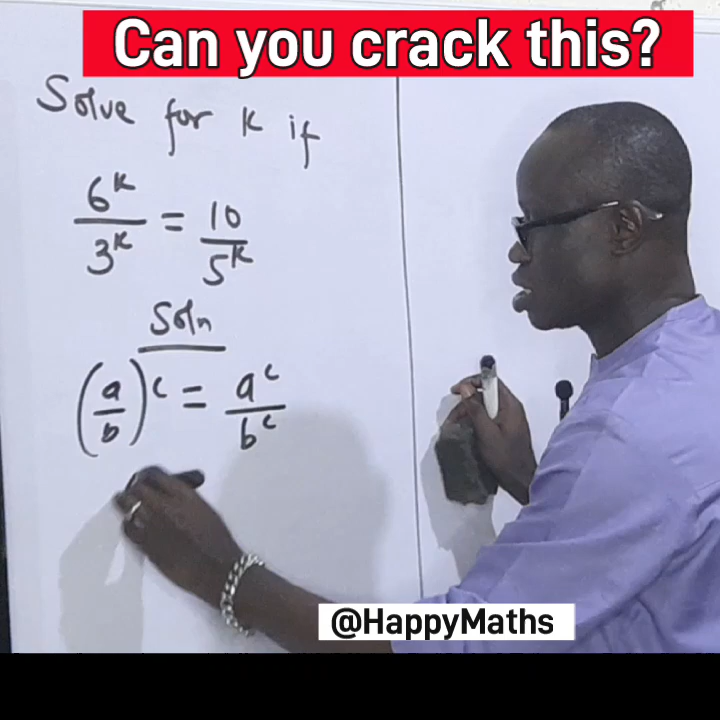 Can you crack this?
Solve for k if
6^k/3^k = 10/5^k
Soln
(a/b)^c = a^c/b^c
@HappyMaths